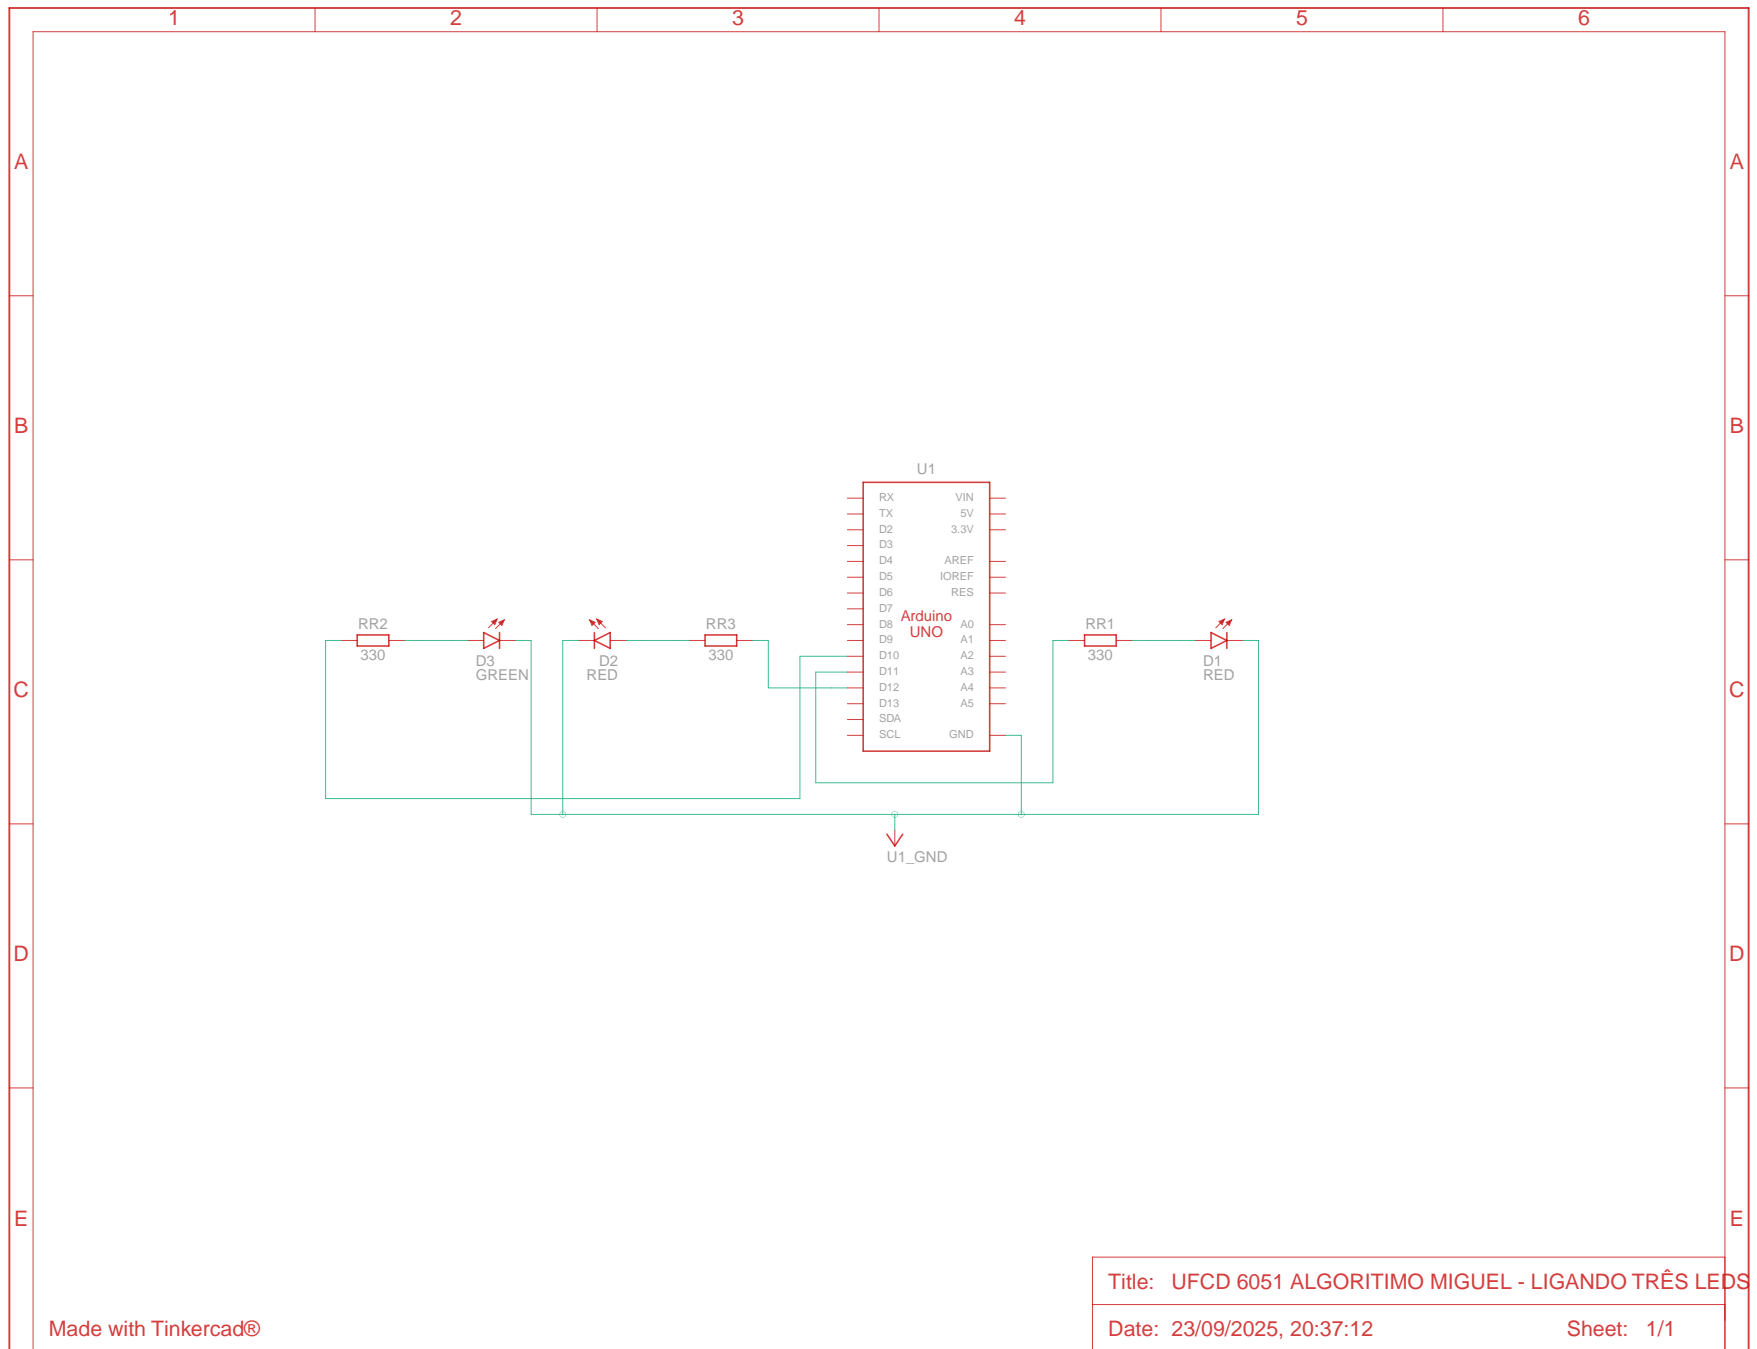 1 2 3 4 5 6
A A
B B
U1
RX VIN
TX 5V
D2 3.3V
D3
D4 AREF
D5 IOREF
D6 RES
D7
Arduino
D8 A0
UNO
D9 A1
D10 A2
D11 A3
D12 A4
D13 A5
SDA
SCL GND
RR2 RR3 RR1
330 330 330
D3 D2 D1
GREEN RED RED
C C
U1_GND
D D
E E
Title: UFCD 6051 ALGORITIMO MIGUEL - LIGANDO TRÊS LEDS
Made with Tinkercad®
Date: 23/09/2025, 20:37:12 Sheet: 1/1